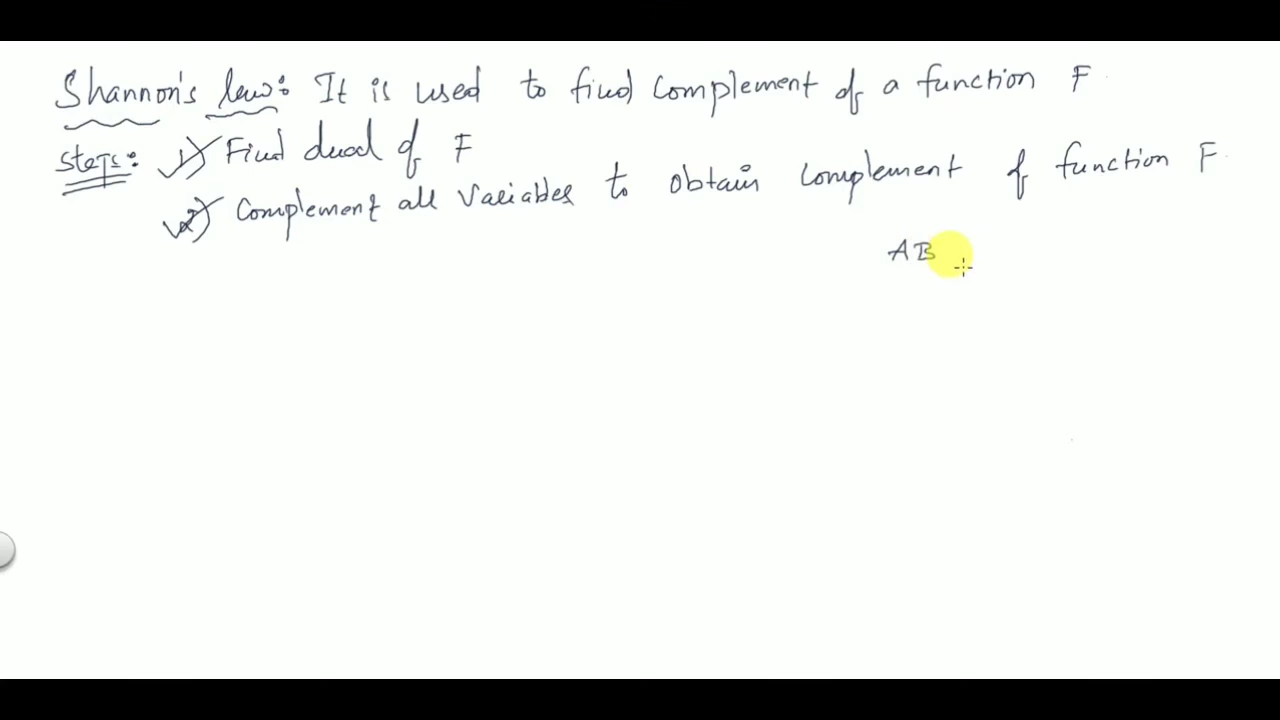 Shannon's law: It is used to find complement of a function F
Steps: 1) Find dual of F
2) Complement all variables to obtain complement of function F.
AB